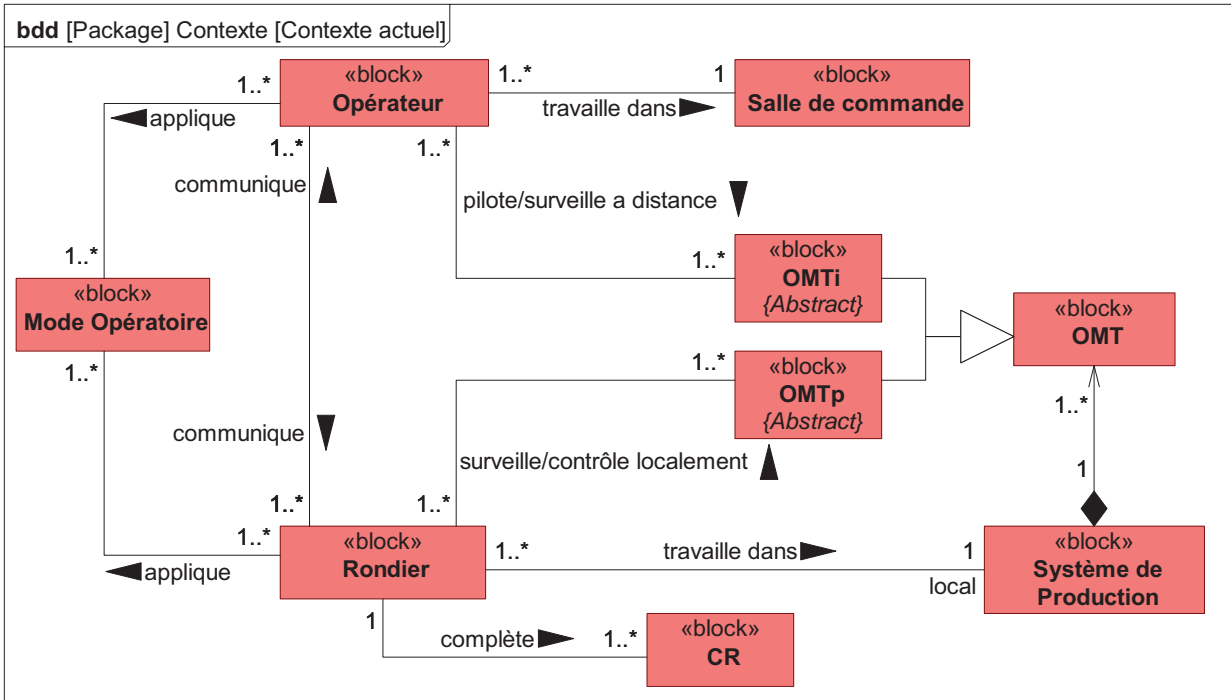 bdd [Package] Contexte [Contexte actuel]
«block»
Opérateur
1..*
1..*
1
«block»
Salle de commande
applique
travaille dans
1..*
1..*
communique
pilote/surveille a distance
1..*
«block»
Mode Opératoire
1..*
1..*
«block»
OMTi
{Abstract}
«block»
OMT
1..*
«block»
OMTp
{Abstract}
1..*
communique
surveille/contrôle localement
1
1..*
1..*
1..*
applique
«block»
Rondier
1..*
travaille dans
1
local
«block»
Système de
Production
1
complète
1..*
«block»
CR